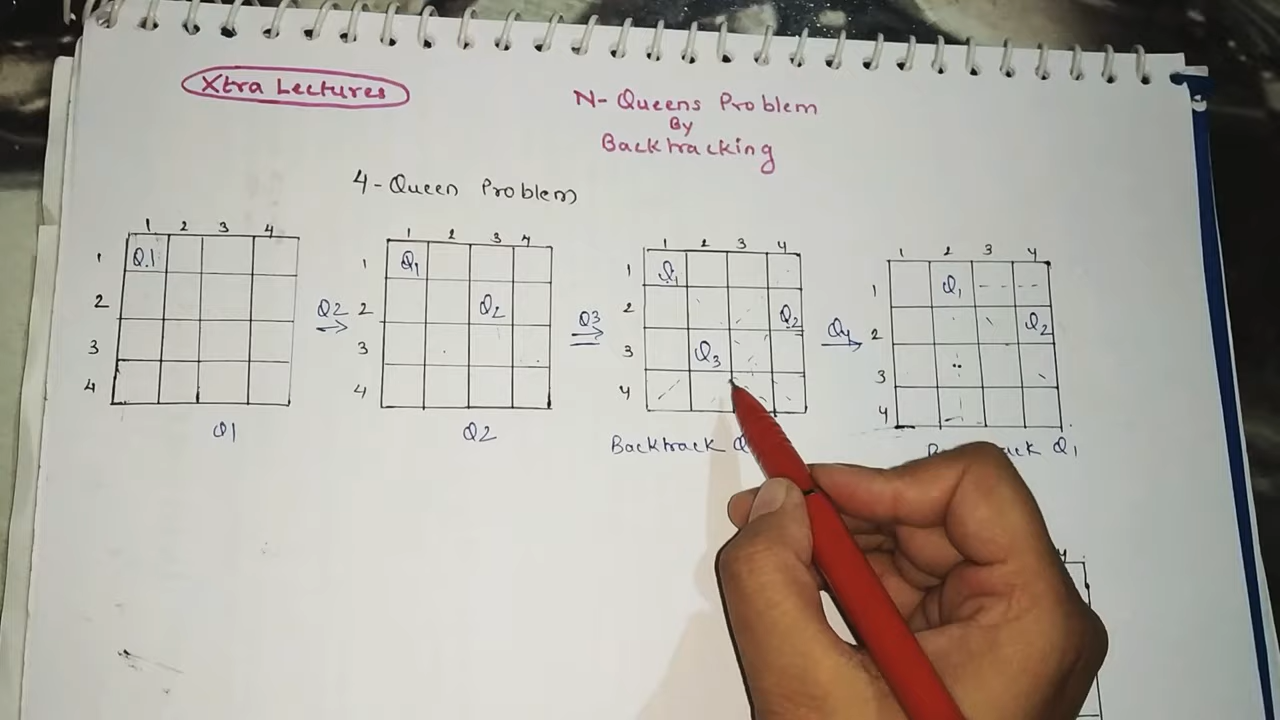 Xtra Lectures
N-Queens Problem
By
Backtracking
4-Queen Problem
1 2 3 4
1 Q1
2
3
4
Q1
Q2
1 2 3 4
1 Q1
2 Q2
3
4
Q2
Q3
1 2 3 4
1 Q1
2 Q2
3 Q3
4
Backtrack
Q4
1 2 3 4
1 Q1
2 Q2
3
4
Q1